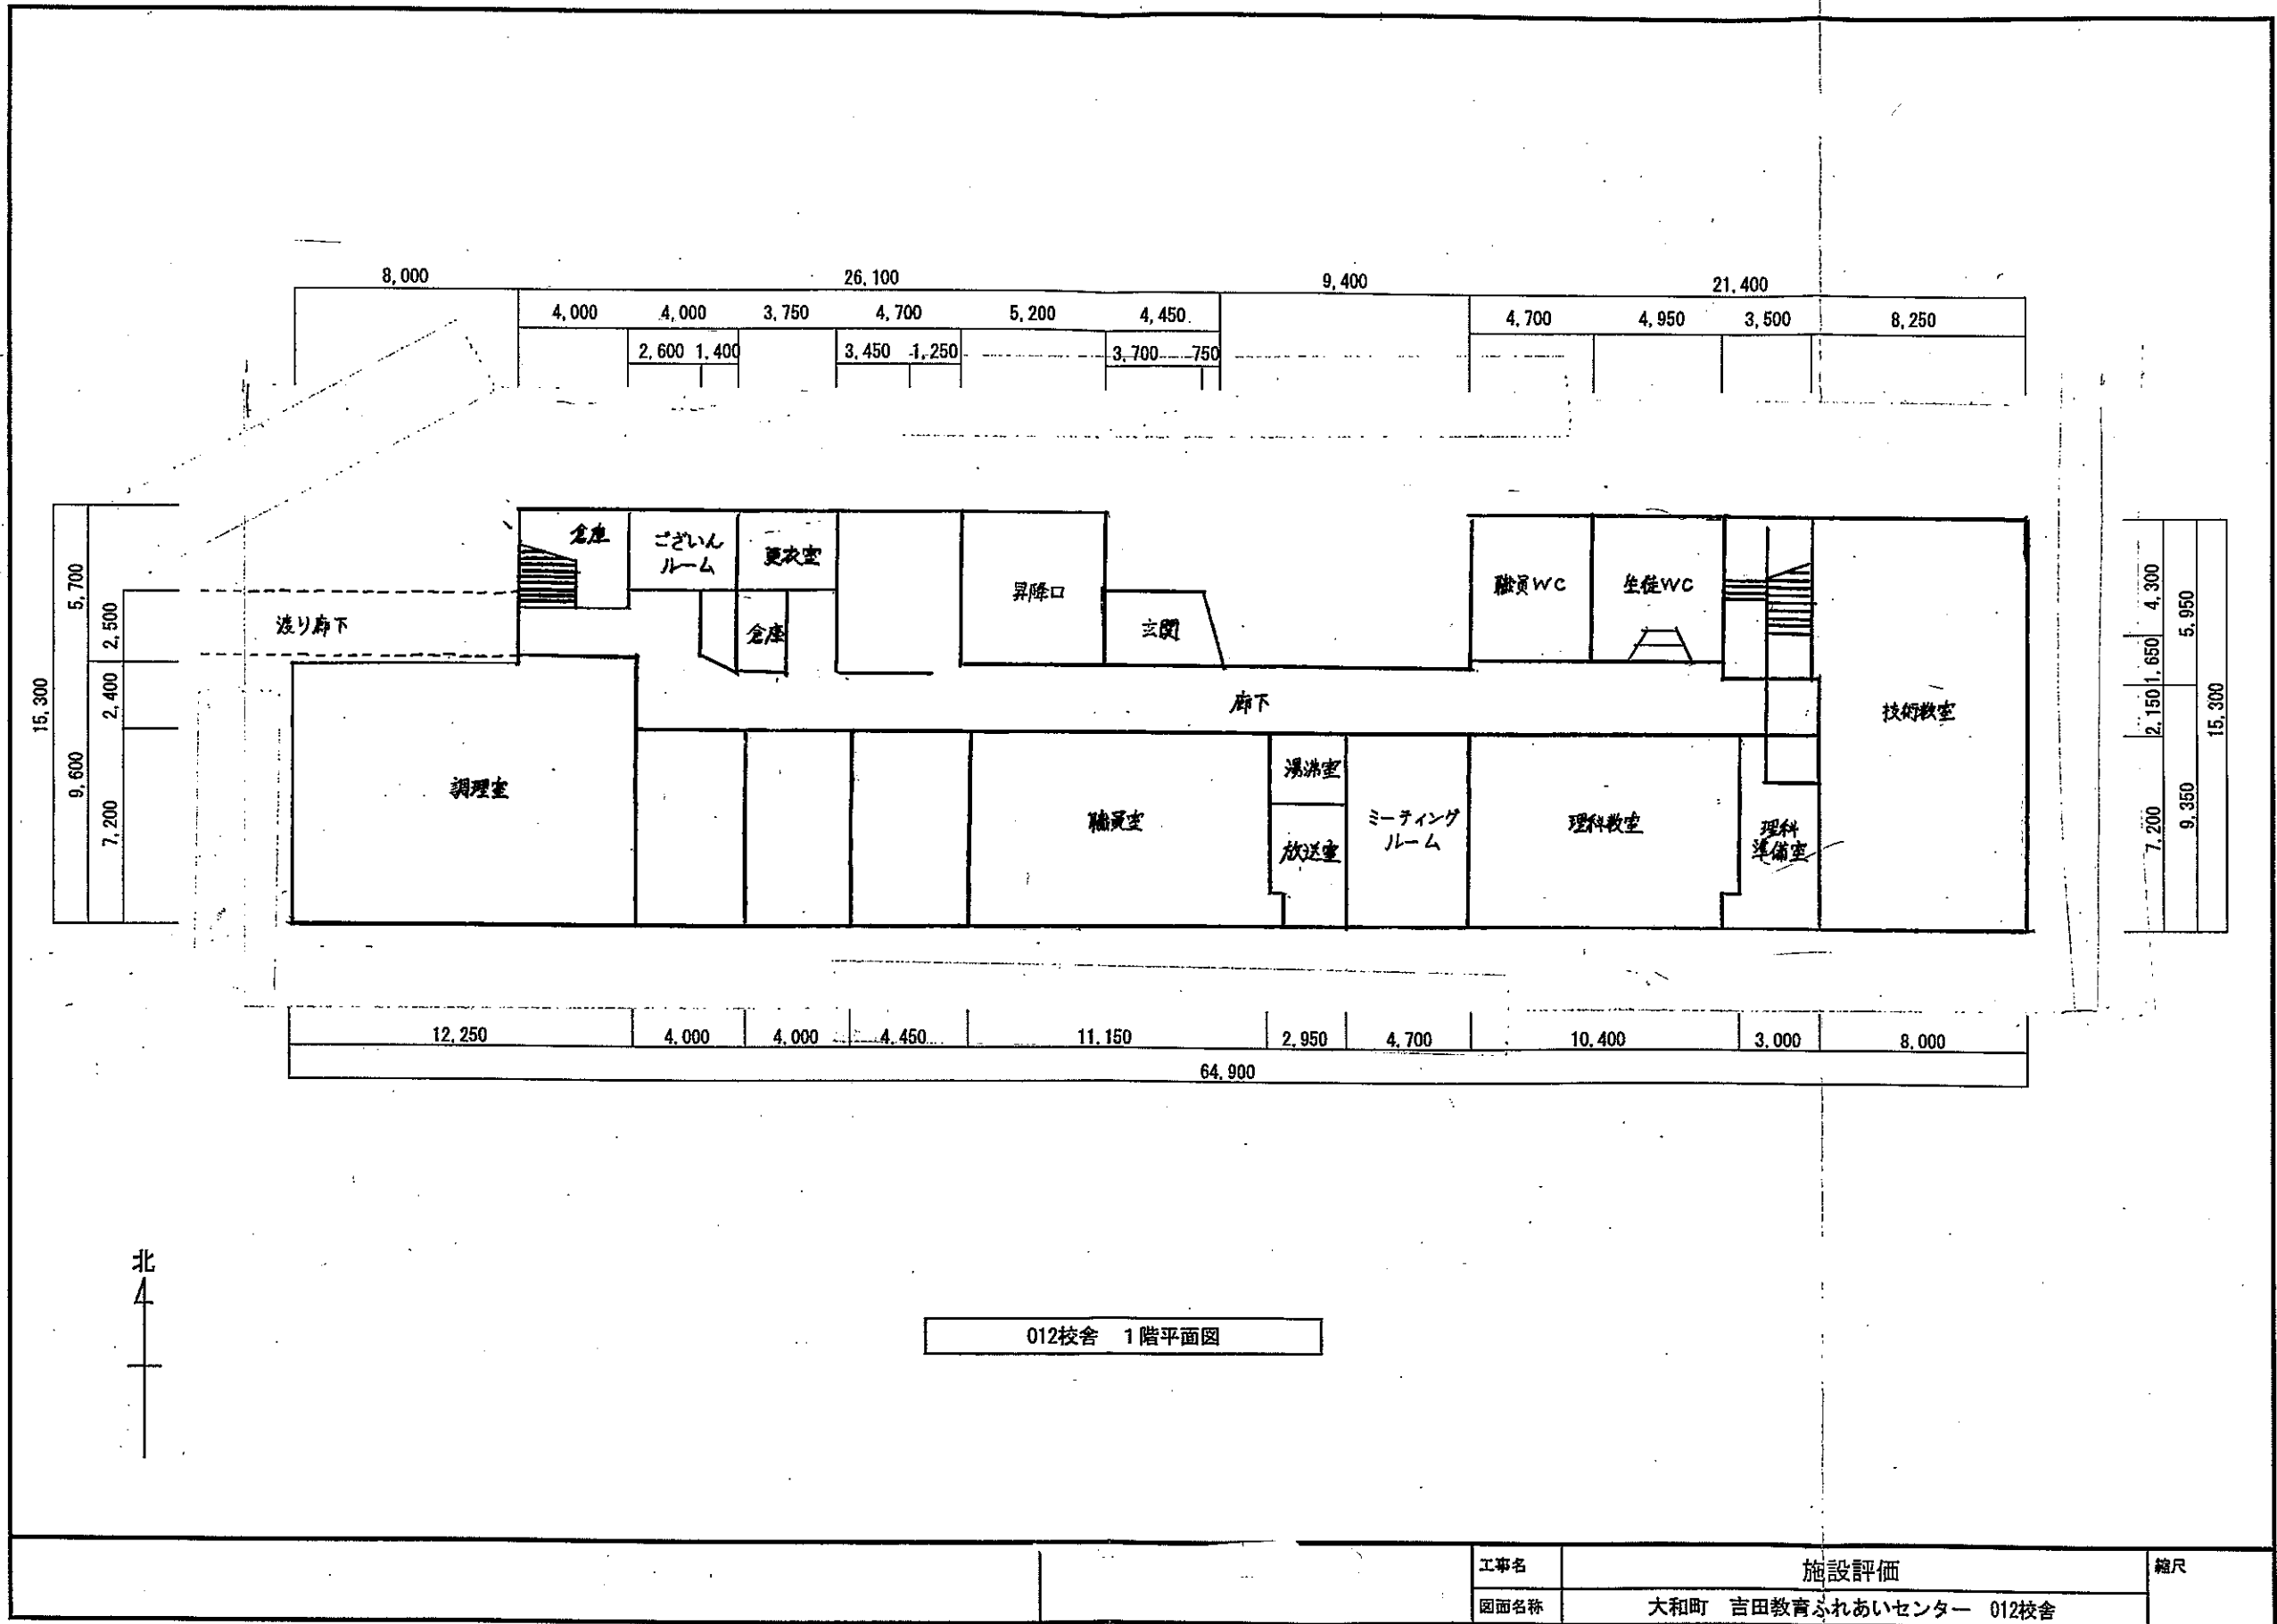 8,000
26,100
9,400
21,400
4,000
4,000
3,750
4,700
5,200
4,450
4,700
4,950
3,500
8,250
2,600
1,400
3,450
1,250
3,700
750
倉庫
ございん
ルーム
更衣室
昇降口
職員WC
生徒WC
渡り廊下
倉庫
玄関
廊下
技術教室
調理室
職員室
湯沸室
放送室
ミーティング
ルーム
理科教室
理科
準備室
15,300
5,700
9,600
2,500
2,400
7,200
4,300
1,650
2,150
7,200
5,950
9,350
15,300
12,250
4,000
4,000
4,450
11,150
2,950
4,700
10,400
3,000
8,000
64,900
北
012校舎 1階平面図
工事名
施設評価
縮尺
図面名称
大和町 吉田教育ふれあいセンター 012校舎